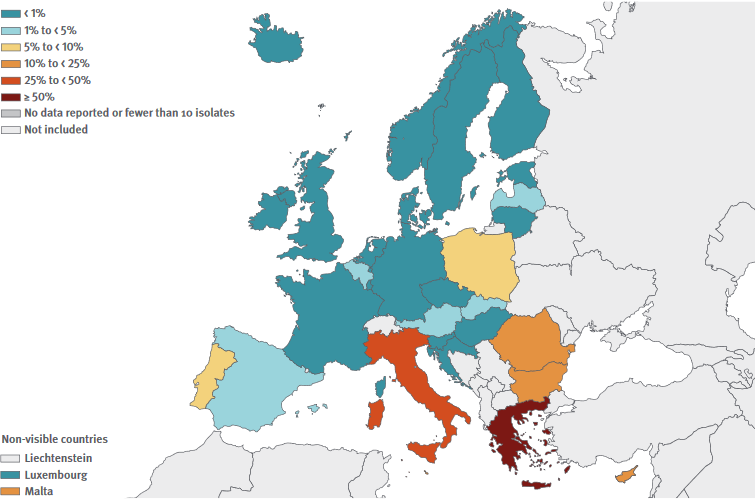 < 1%
1% to < 5%
5% to < 10%
10% to < 25%
25% to < 50%
≥ 50%
No data reported or fewer than 10 isolates
Not included
Non-visible countries
Liechtenstein
Luxembourg
Malta